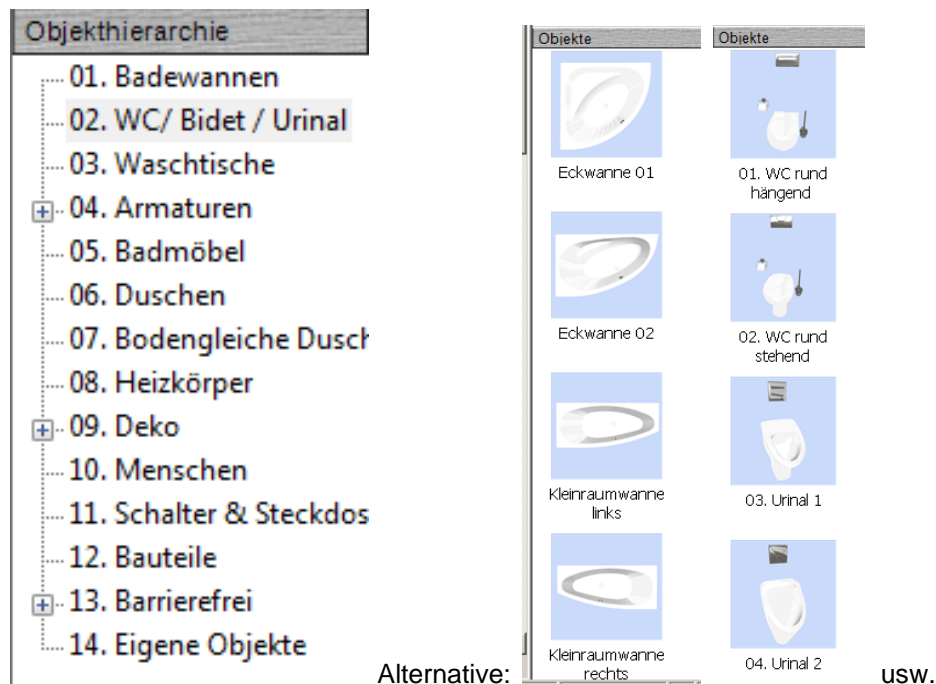 Objekthierarchie
01. Badewannen
02. WC/ Bidet / Urinal
03. Waschtische
04. Armaturen
05. Badmöbel
06. Duschen
07. Bodengleiche Dusch
08. Heizkörper
09. Deko
10. Menschen
11. Schalter & Steckdos
12. Bauteile
13. Barrierefrei
14. Eigene Objekte
Alternative:
Objekte
Eckwanne 01
Eckwanne 02
Kleinraumwanne
links
Kleinraumwanne
rechts
Objekte
01. WC rund
hängend
02. WC rund
stehend
03. Urinal 1
04. Urinal 2
usw.